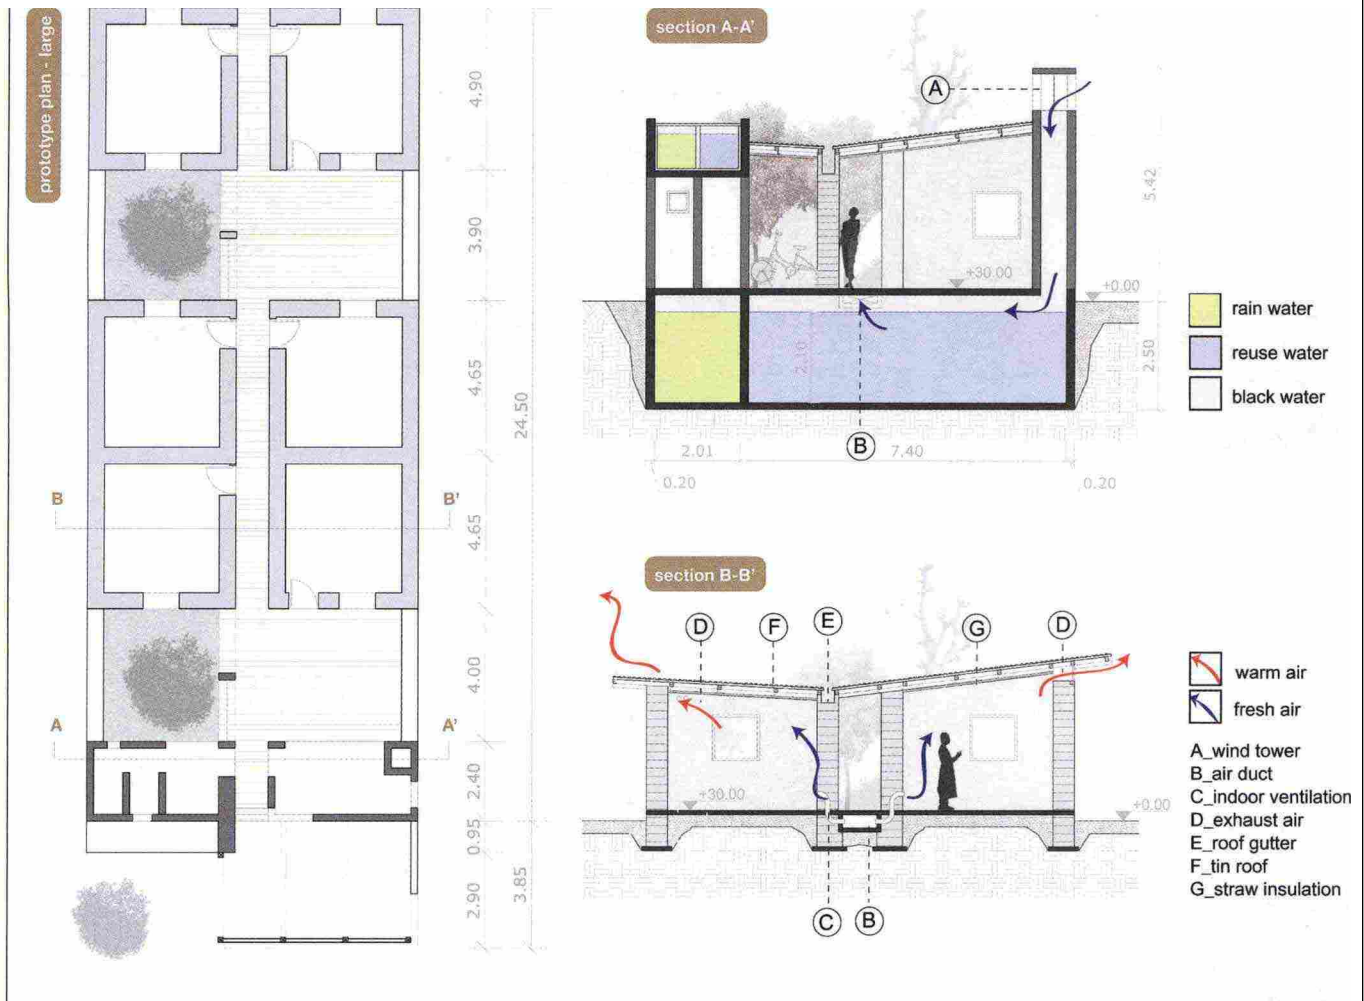 prototype plan - large
4.90
3.90
4.65
24.50
4.65
B
B'
4.00
A
A'
2.40
0.95
3.85
2.90
section A-A'
A
5.42
+30.00
+0.00
2.10
2.50
B
2.01
7.40
0.20
0.20
rain water
reuse water
black water
section B-B'
D
F
E
G
D
+30.00
+0.00
C
B
warm air
fresh air
A_wind tower
B_air duct
C_indoor ventilation
D_exhaust air
E_roof gutter
F_tin roof
G_straw insulation